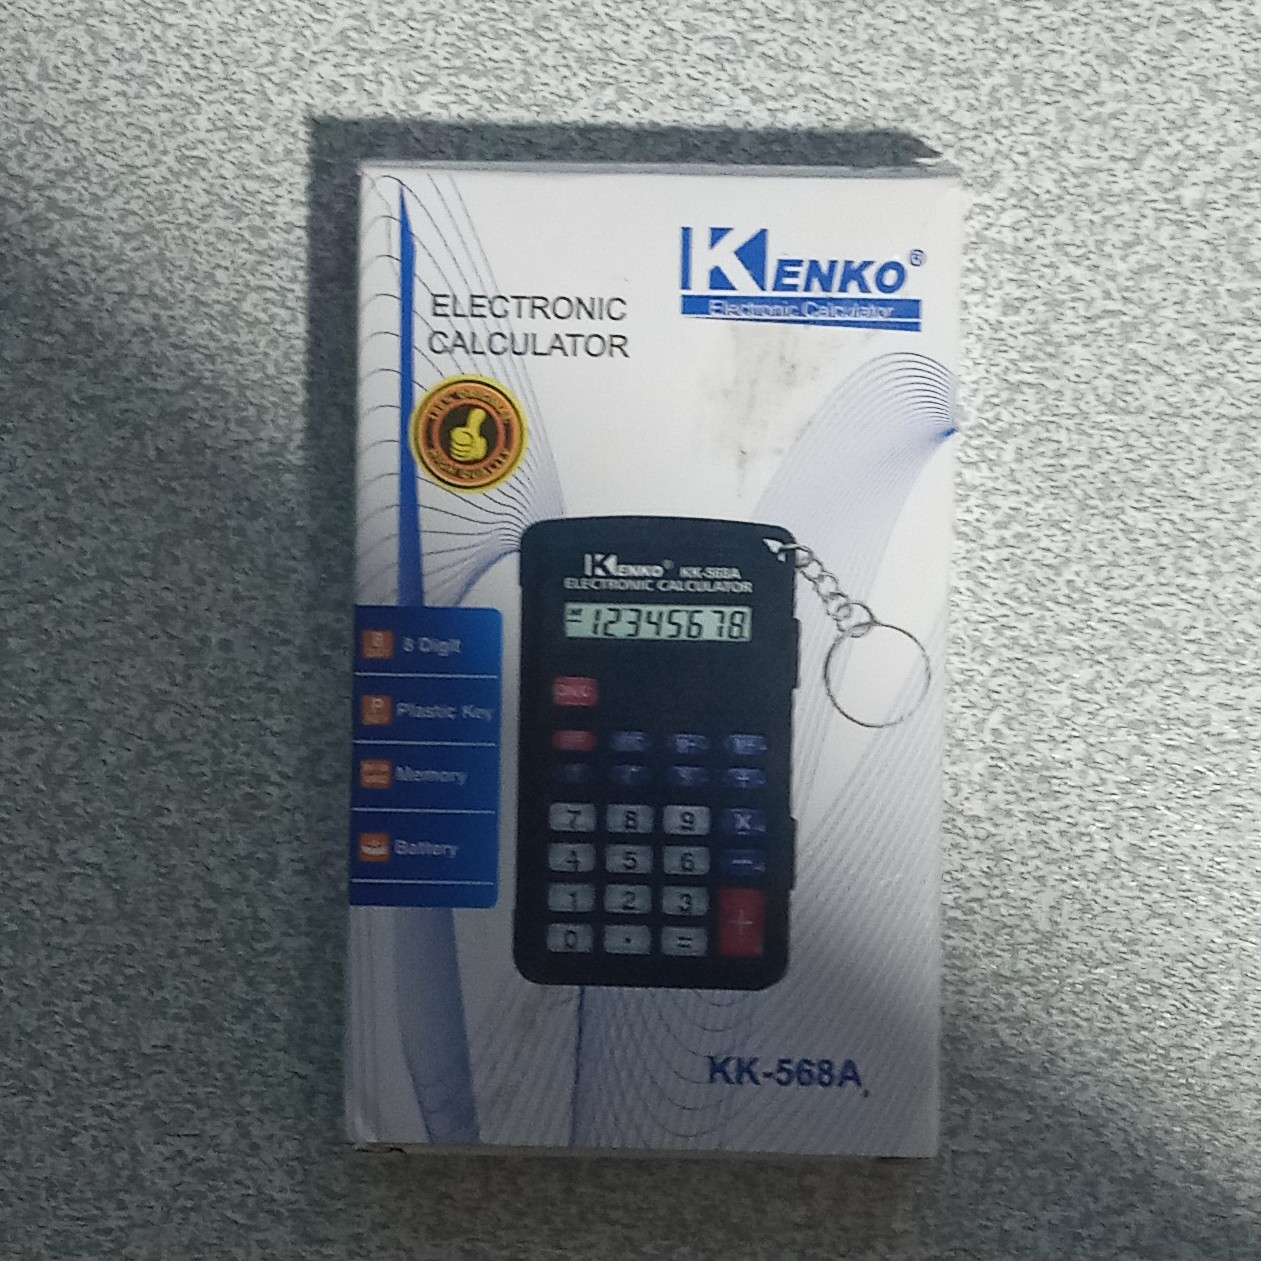 KENKO®
Electronic Calculator
ELECTRONIC
CALCULATOR
KENKO® KK-568A
ELECTRONIC CALCULATOR
12345678.
8 Digit
P Plastic Key
Memory
Battery
7 8 9 X
4 5 6
1 2 3 +
0 . =
KK-568A